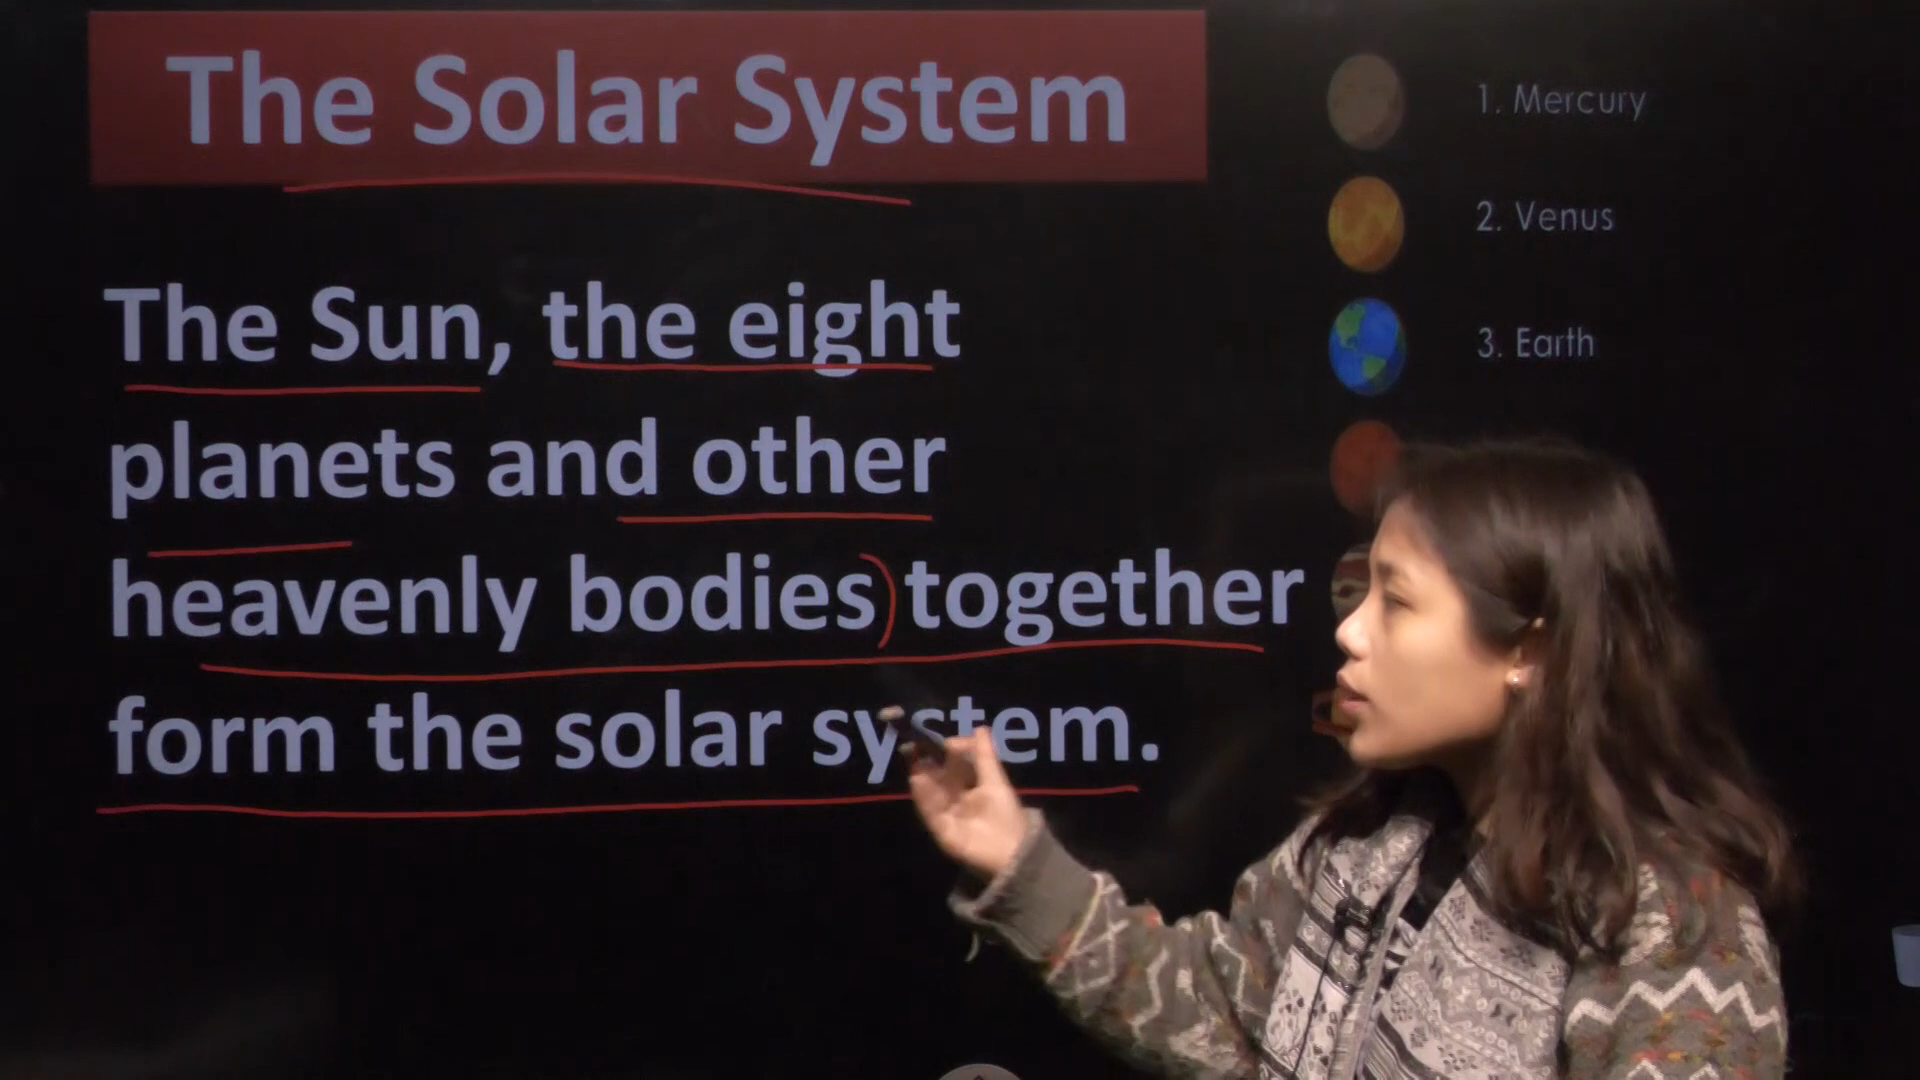 The Solar System
The Sun, the eight
planets and other
heavenly bodies together
form the solar system.
1. Mercury
2. Venus
3. Earth